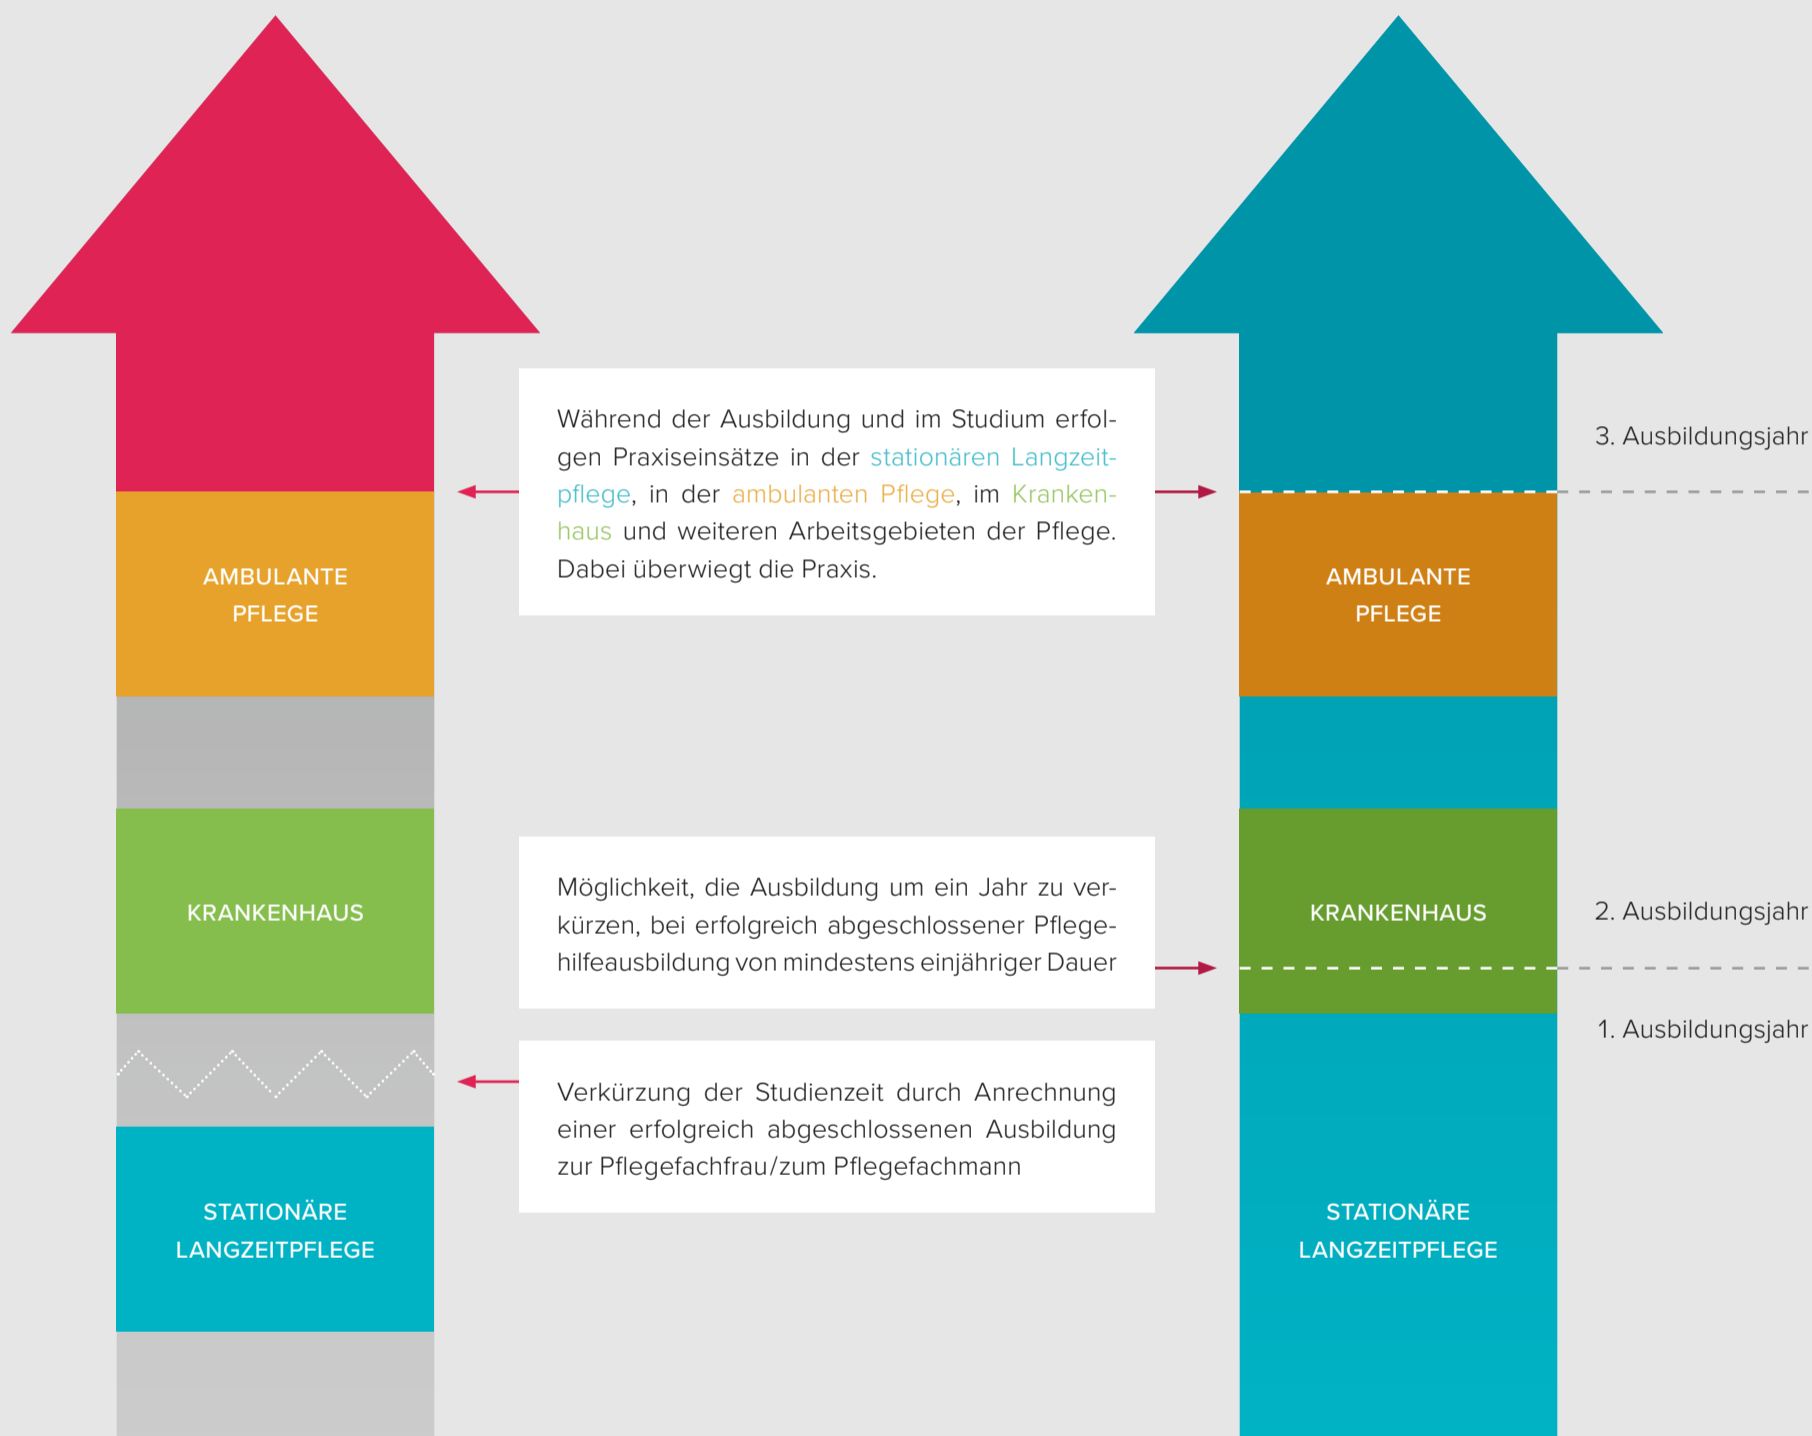 Während der Ausbildung und im Studium erfol-
gen Praxiseinsätze in der stationären Langzeit-
pflege, in der ambulanten Pflege, im Kranken-
haus und weiteren Arbeitsgebieten der Pflege.
Dabei überwiegt die Praxis.
3. Ausbildungsjahr
AMBULANTE
PFLEGE
AMBULANTE
PFLEGE
KRANKENHAUS
Möglichkeit, die Ausbildung um ein Jahr zu ver-
kürzen, bei erfolgreich abgeschlossener Pflege-
hilfeausbildung von mindestens einjähriger Dauer
KRANKENHAUS
2. Ausbildungsjahr
1. Ausbildungsjahr
Verkürzung der Studienzeit durch Anrechnung
einer erfolgreich abgeschlossenen Ausbildung
zur Pflegefachfrau/zum Pflegefachmann
STATIONÄRE
LANGZEITPFLEGE
STATIONÄRE
LANGZEITPFLEGE